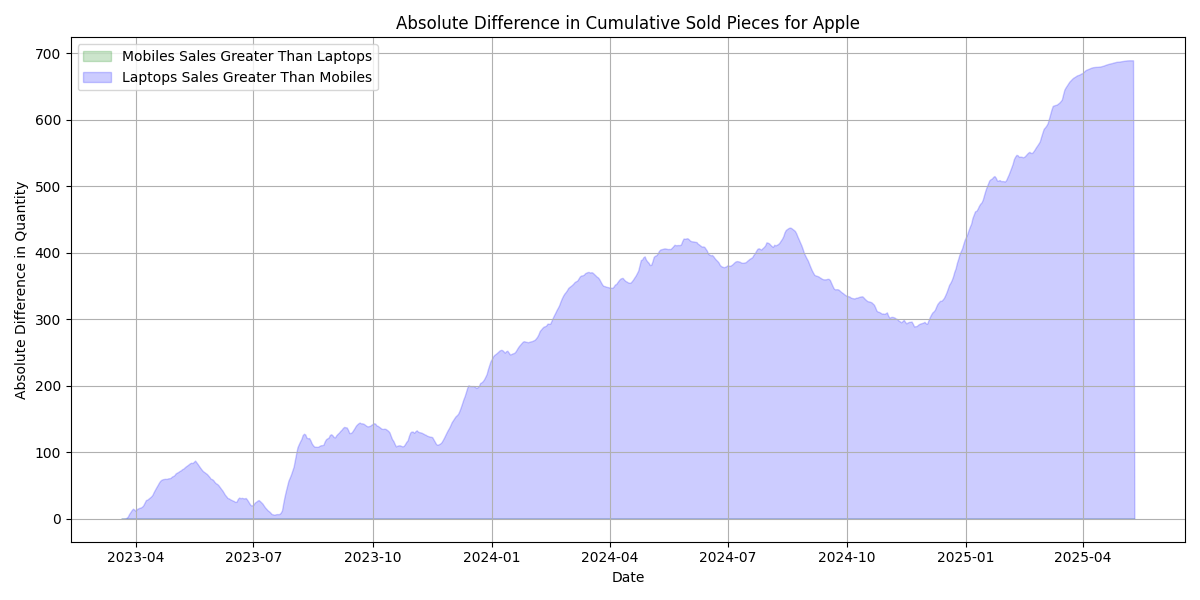 Absolute Difference in Cumulative Sold Pieces for Apple
Mobiles Sales Greater Than Laptops
Laptops Sales Greater Than Mobiles
Absolute Difference in Quantity
700
600
500
400
300
200
100
0
2023-04 2023-07 2023-10 2024-01 2024-04 2024-07 2024-10 2025-01 2025-04
Date